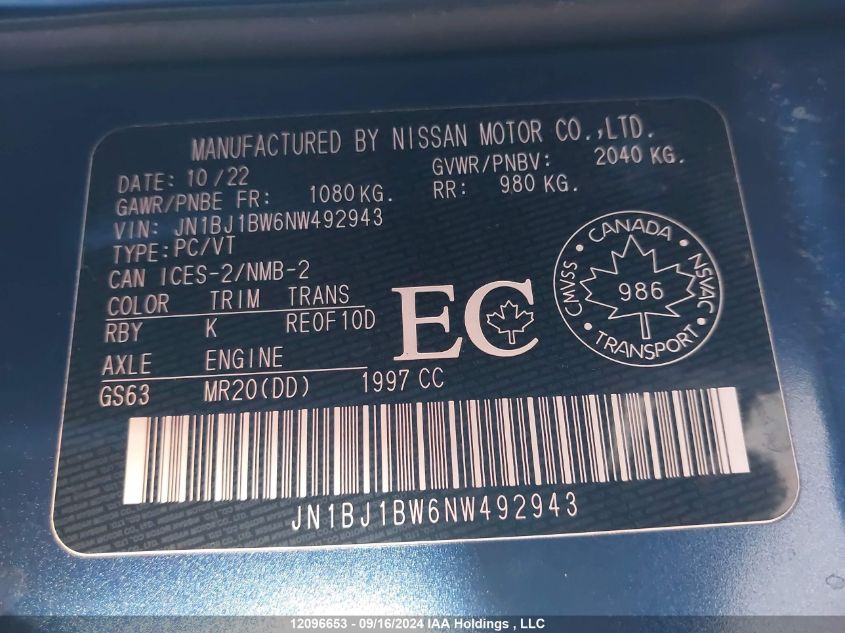 MANUFACTURED BY NISSAN MOTOR CO.,LTD.
DATE: 10/22 GVWR/PNBV: 2040 KG.
GAWR/PNBE FR: 1080KG. RR: 980 KG.
VIN: JN1BJ1BW6NW492943
TYPE:PC/VT
CAN ICES-2/NMB-2
COLOR TRIM TRANS
RBY K RE0F10D
AXLE ENGINE
GS63 MR20(DD) 1997 CC
EC
CANADA
CMVSS 986 NSVAC
TRANSPORT
JN1BJ1BW6NW492943
12096653 - 09/16/2024 IAA Holdings , LLC